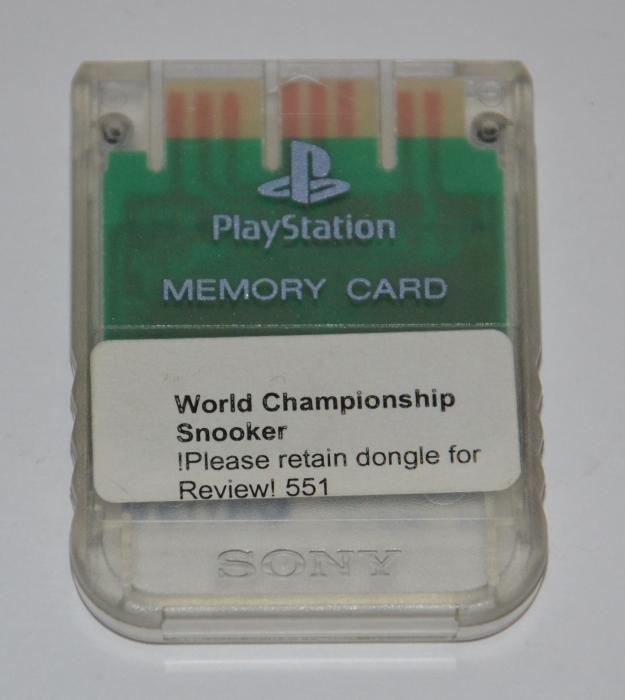 PlayStation
MEMORY CARD
World Championship
Snooker
!Please retain dongle for
Review! 551
SONY